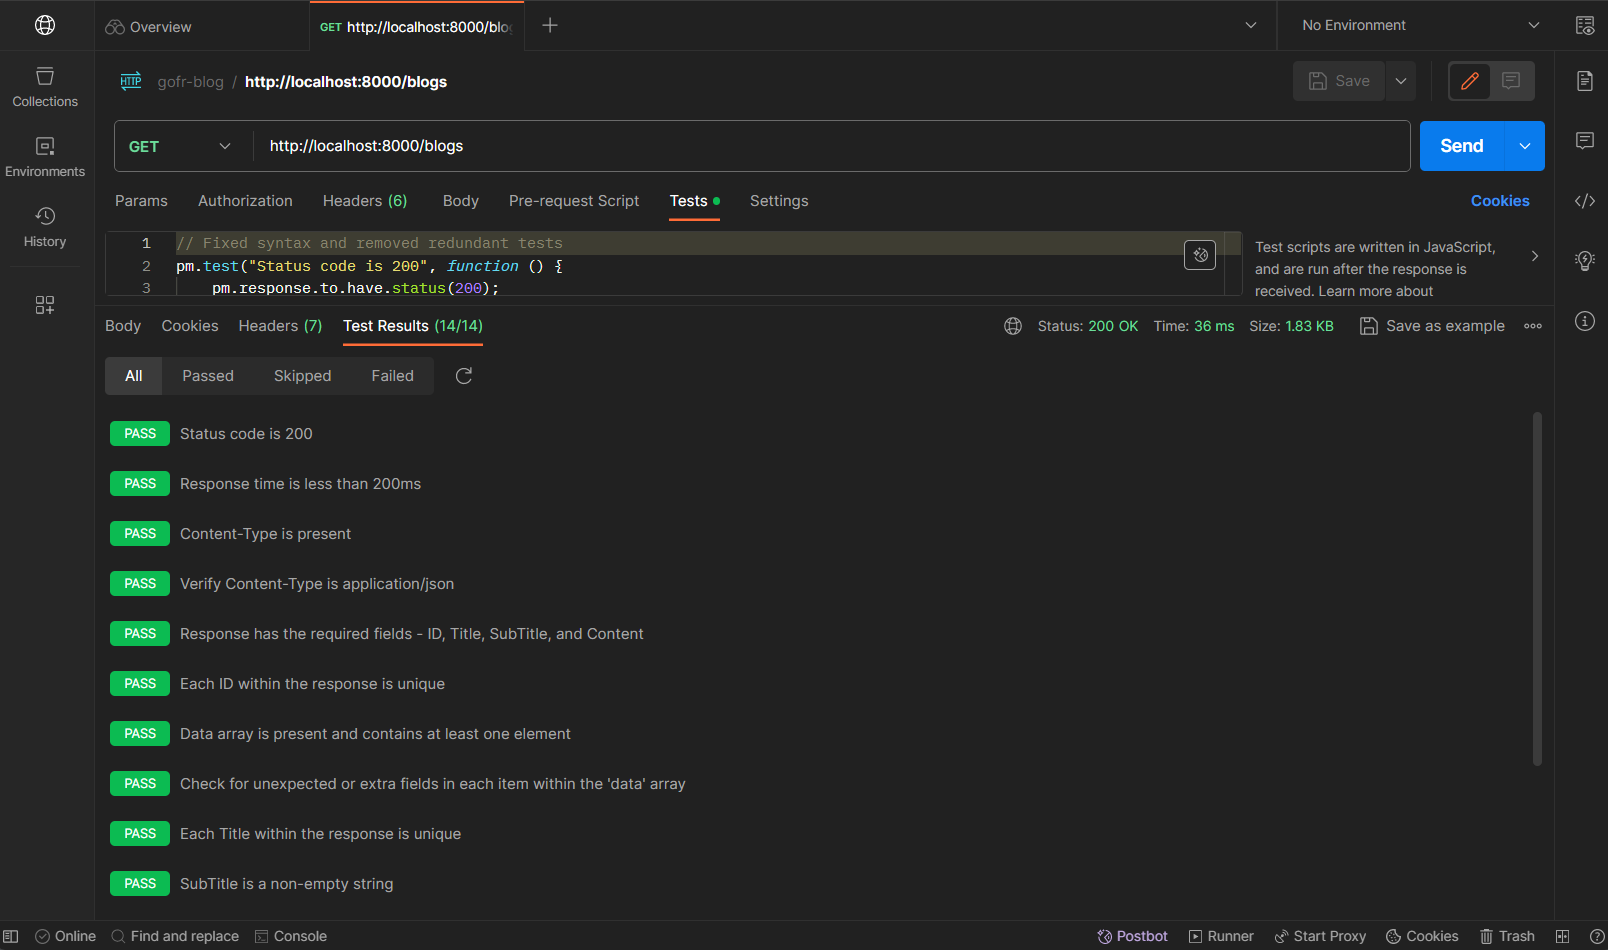 Overview
GET http://localhost:8000/blo
No Environment
Collections
Environments
History
HTTP
gofr-blog / http://localhost:8000/blogs
Save
GET
http://localhost:8000/blogs
Send
Params Authorization Headers (6) Body Pre-request Script Tests Settings Cookies
1 // Fixed syntax and removed redundant tests
2 pm.test("Status code is 200", function () {
3 pm.response.to.have.status(200);
Test scripts are written in JavaScript,
and are run after the response is
received. Learn more about
Body Cookies Headers (7) Test Results (14/14) Status: 200 OK Time: 36 ms Size: 1.83 KB Save as example
All Passed Skipped Failed
PASS Status code is 200
PASS Response time is less than 200ms
PASS Content-Type is present
PASS Verify Content-Type is application/json
PASS Response has the required fields - ID, Title, SubTitle, and Content
PASS Each ID within the response is unique
PASS Data array is present and contains at least one element
PASS Check for unexpected or extra fields in each item within the 'data' array
PASS Each Title within the response is unique
PASS SubTitle is a non-empty string
Online Find and replace Console Postbot Runner Start Proxy Cookies Trash